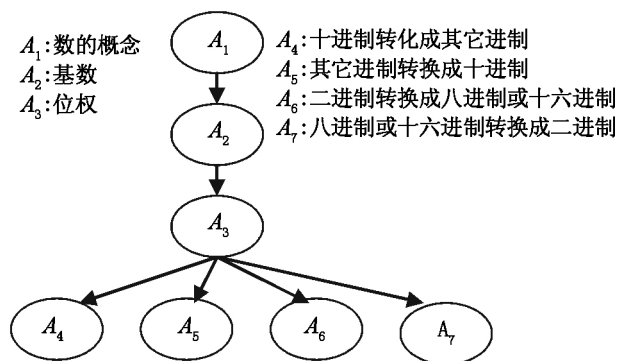 A₁:数的概念
A₂:基数
A₃:位权
A₁
A₄:十进制转化成其它进制
A₅:其它进制转换成十进制
A₆:二进制转换成八进制或十六进制
A₇:八进制或十六进制转换成二进制
A₂
A₃
A₄
A₅
A₆
A₇